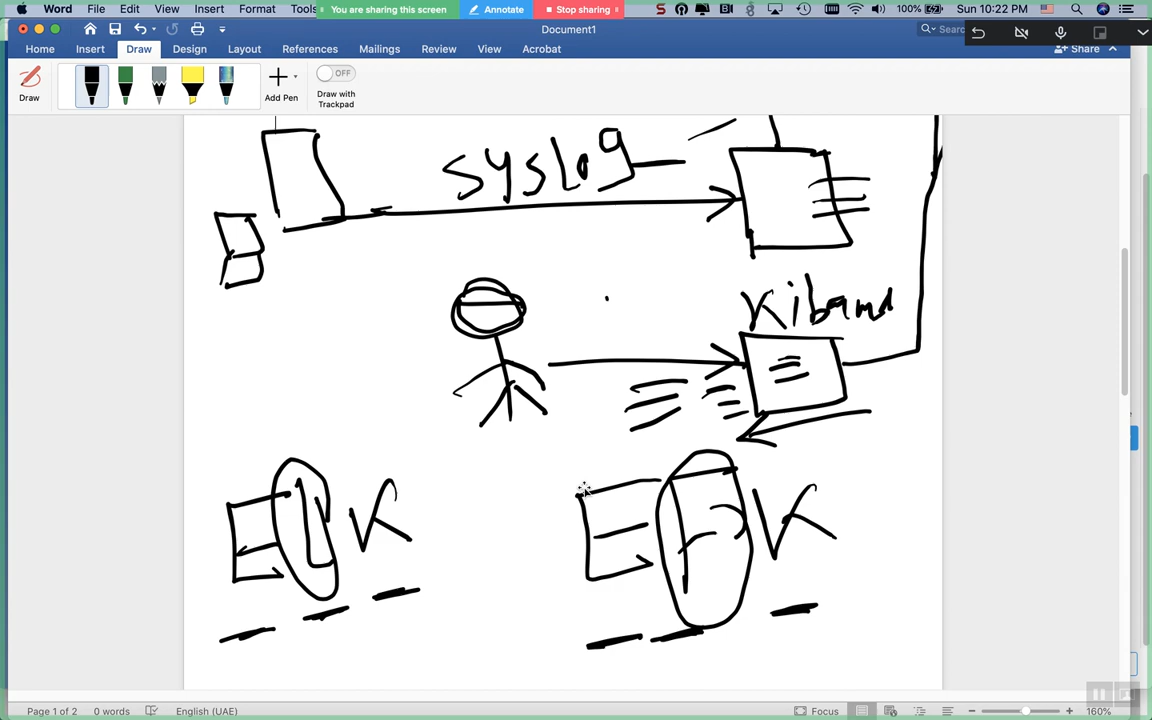 Word File Edit View Insert Format Tools You are sharing this screen Annotate Stop sharing 100% Sun 10:22 PM
Document1
Home Insert Draw Design Layout References Mailings Review View Acrobat Share
Draw Add Pen OFF Draw with Trackpad
syslog
Kibana
ELK EFK
Page 1 of 2 0 words English (UAE) Focus 160%